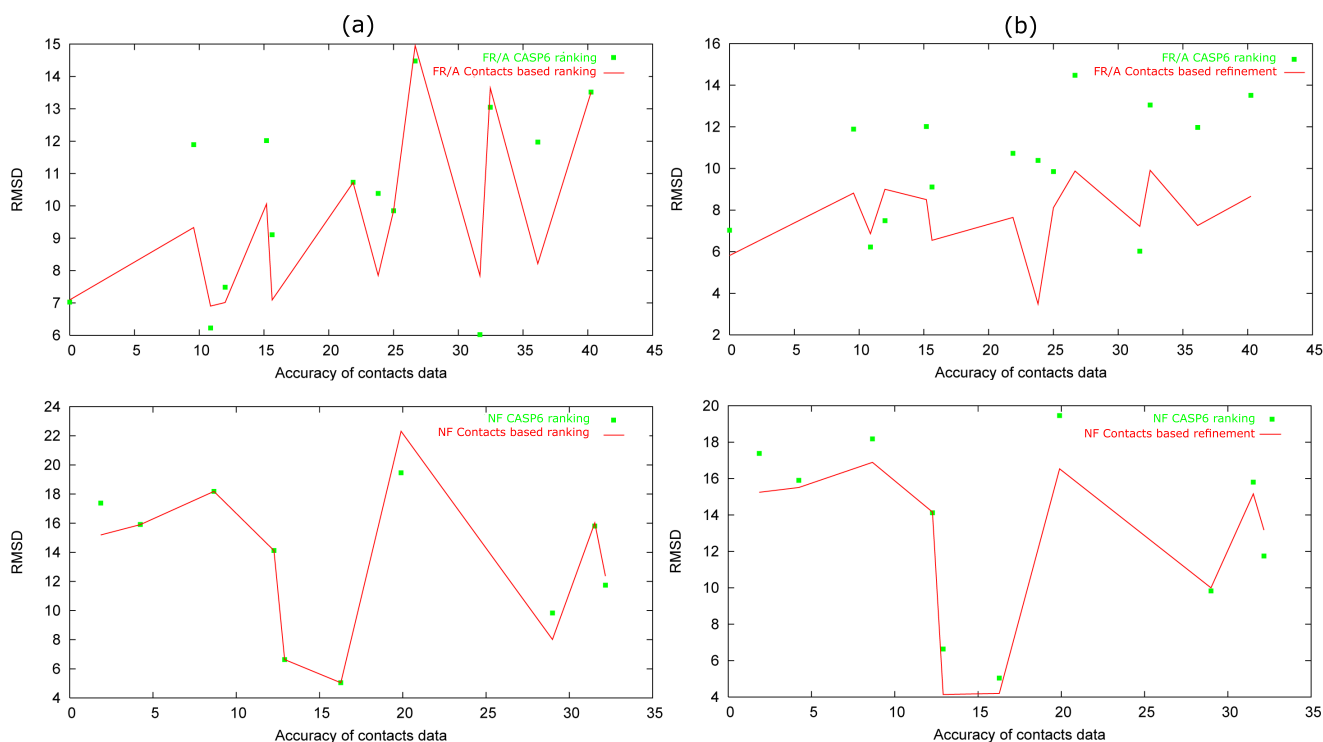 (a)
(b)
15
14
13
12
11
10
9
8
7
6
RMSD
FR/A CASP6 ranking
FR/A Contacts based ranking
0 5 10 15 20 25 30 35 40 45
Accuracy of contacts data
16
14
12
10
8
6
4
2
RMSD
FR/A CASP6 ranking
FR/A Contacts based refinement
0 5 10 15 20 25 30 35 40 45
Accuracy of contacts data
24
22
20
18
16
14
12
10
8
6
4
RMSD
NF CASP6 ranking
NF Contacts based ranking
0 5 10 15 20 25 30 35
Accuracy of contacts data
20
18
16
14
12
10
8
6
4
RMSD
NF CASP6 ranking
NF Contacts based refinement
0 5 10 15 20 25 30 35
Accuracy of contacts data